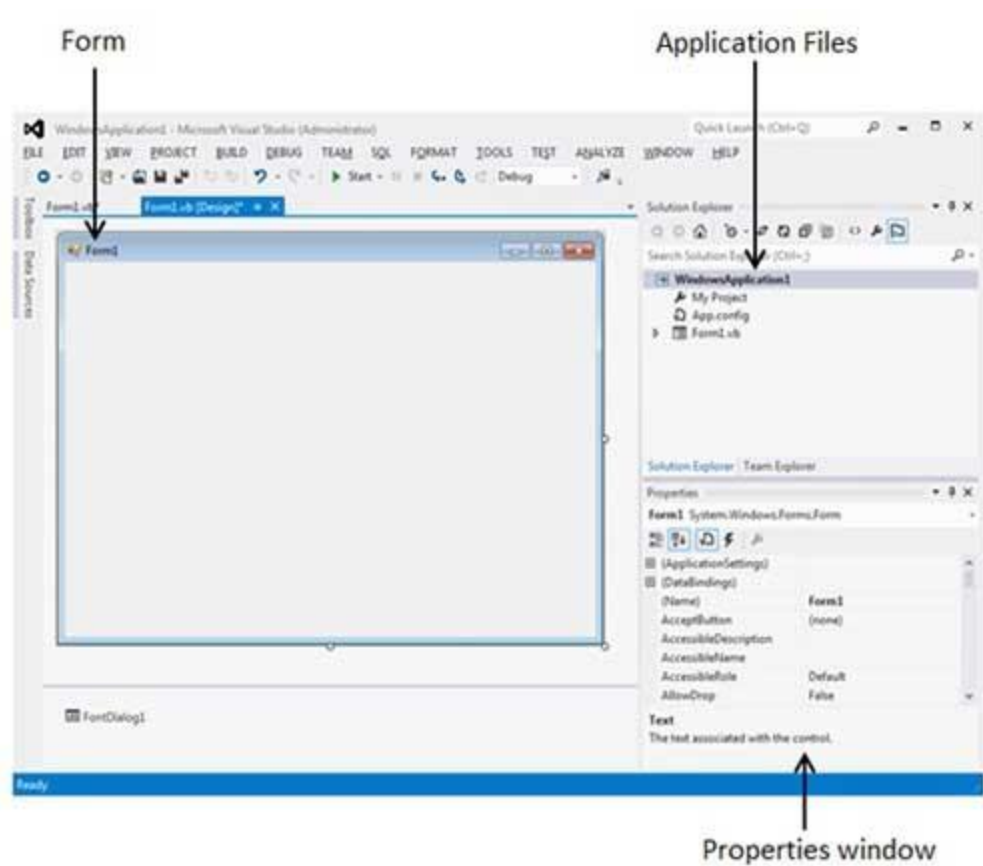 Form
Application Files
WindowsApplication1 - Microsoft Visual Studio (Administrator)
Quick Launch (Ctrl+Q)
FILE EDIT VIEW PROJECT BUILD DEBUG TEAM SQL FORMAT TOOLS TEST ANALYZE WINDOW HELP
Start
Debug
Toolbox
Data Sources
Form1.vb*
Form1.vb [Design]*
Form1
Solution Explorer
Search Solution Explorer (Ctrl+;)
WindowsApplication1
My Project
App.config
Form1.vb
Solution Explorer Team Explorer
Properties
Form1 System.Windows.Forms.Form
(ApplicationSettings)
(DataBindings)
(Name) Form1
AcceptButton (none)
AccessibleDescription
AccessibleName
AccessibleRole Default
AllowDrop False
Text
The text associated with the control.
FontDialog1
Ready
Properties window